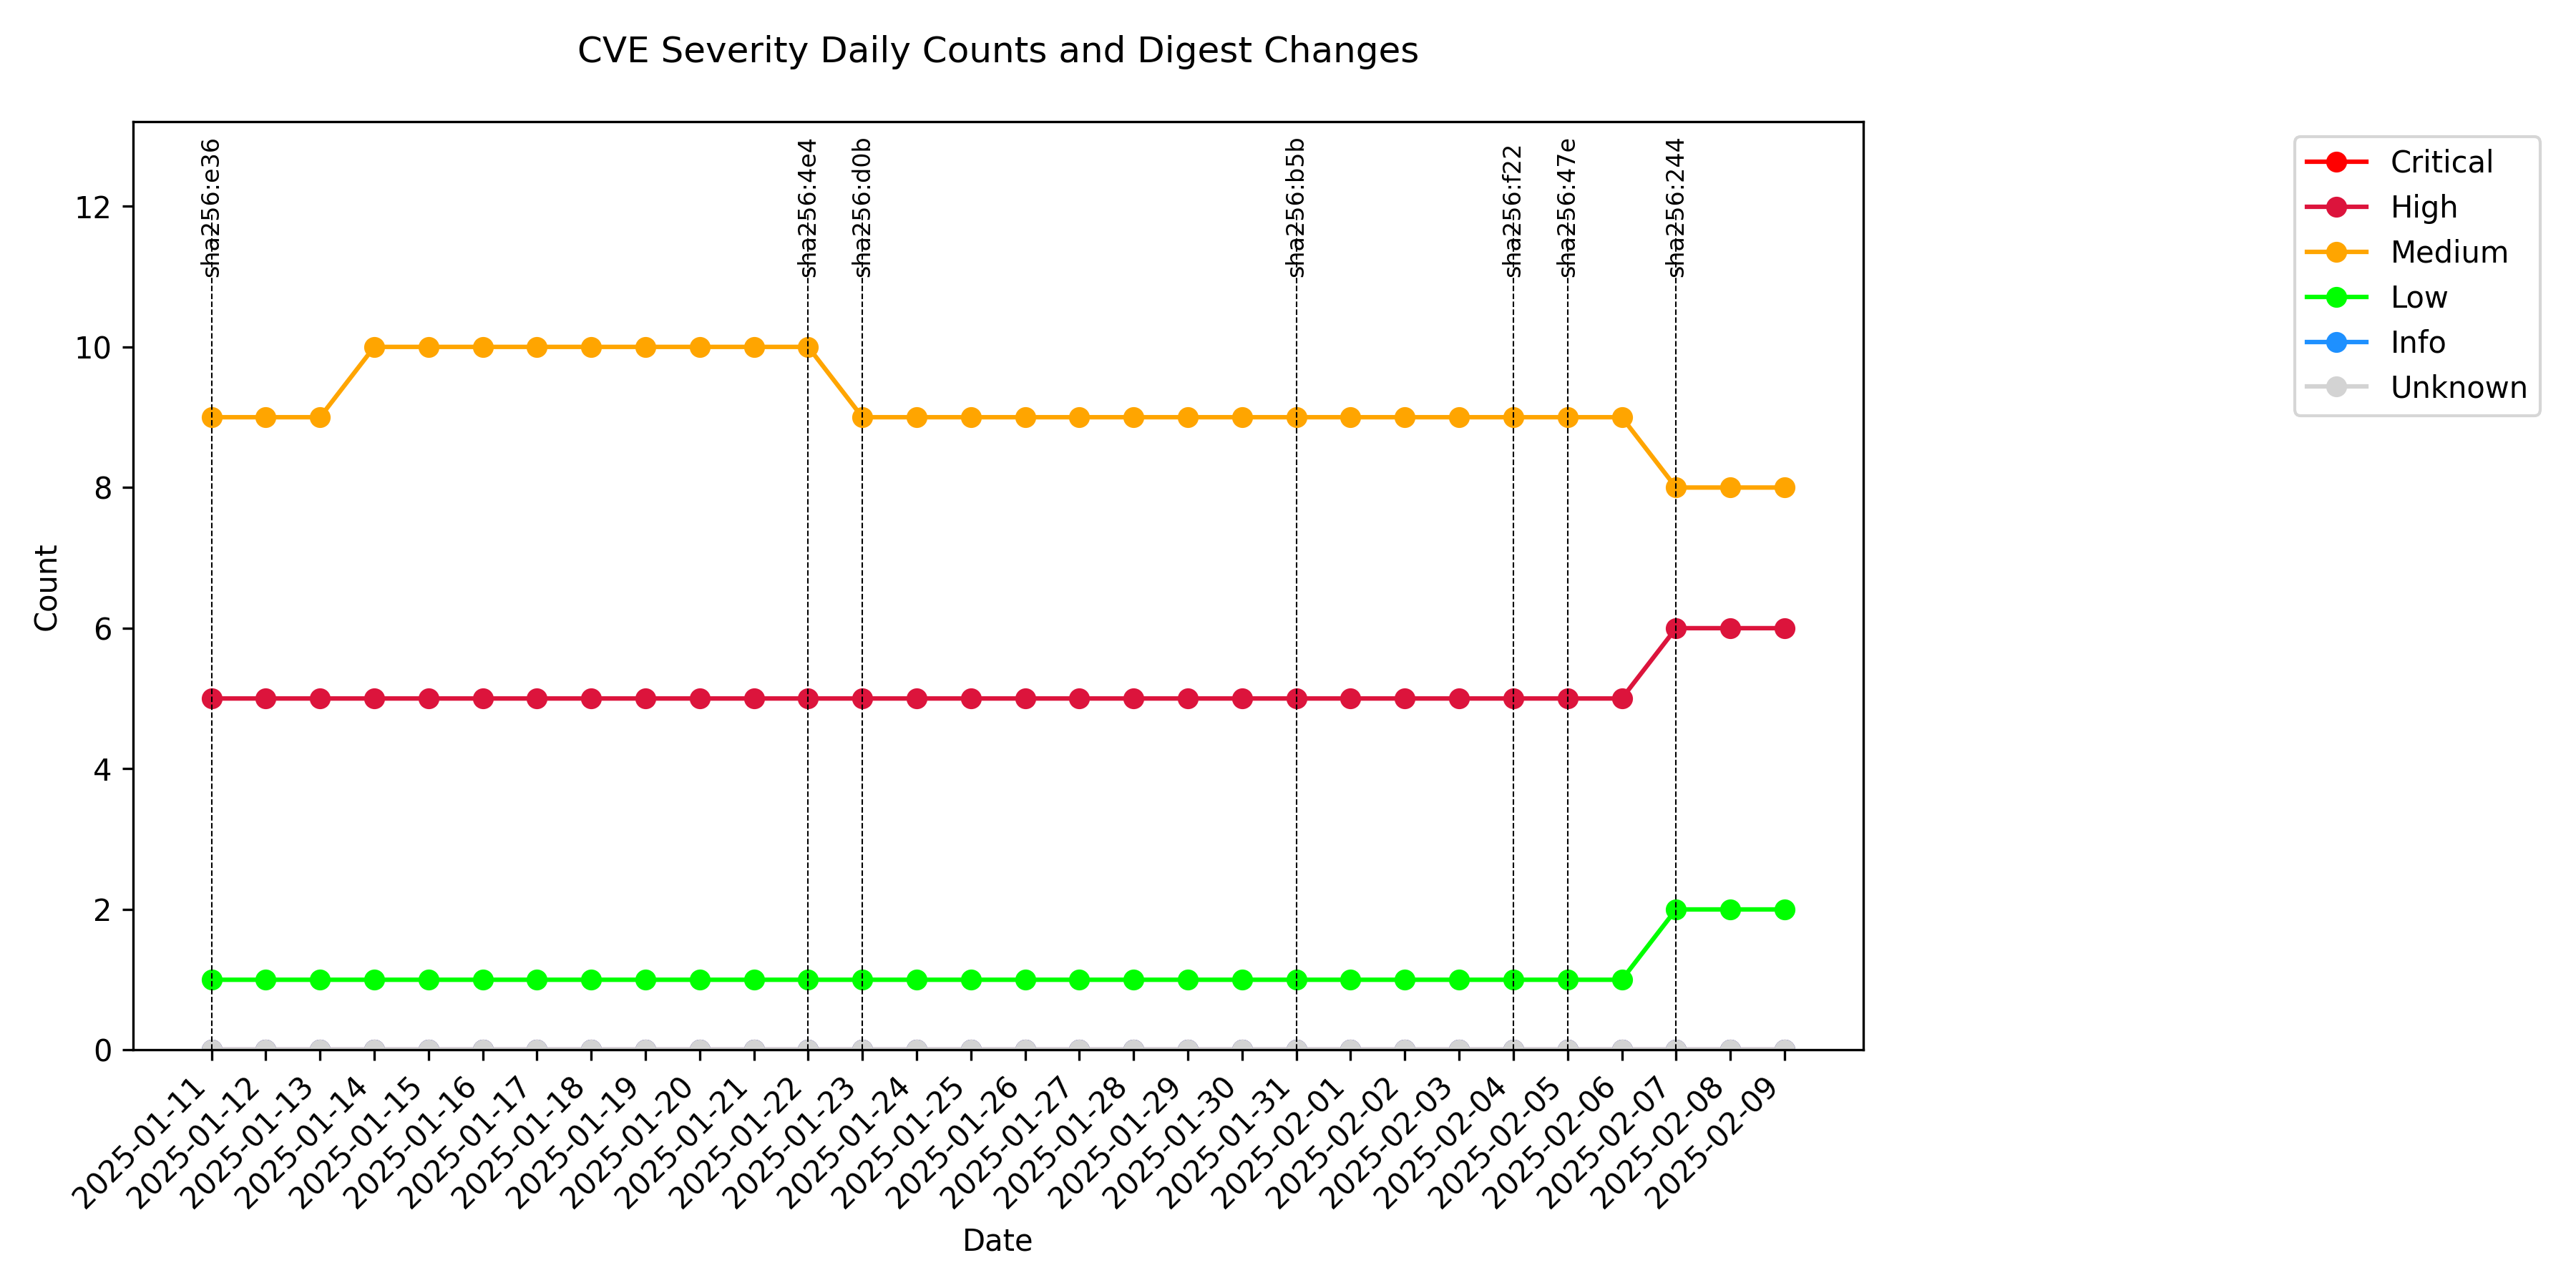 CVE Severity Daily Counts and Digest Changes
sha256:e36
sha256:4e4
sha256:d0b
sha256:b5b
sha256:f22
sha256:47e
sha256:244
Critical
High
Medium
Low
Info
Unknown
12
10
8
6
4
2
0
Count
2025-01-11
2025-01-12
2025-01-13
2025-01-14
2025-01-15
2025-01-16
2025-01-17
2025-01-18
2025-01-19
2025-01-20
2025-01-21
2025-01-22
2025-01-23
2025-01-24
2025-01-25
2025-01-26
2025-01-27
2025-01-28
2025-01-29
2025-01-30
2025-01-31
2025-02-01
2025-02-02
2025-02-03
2025-02-04
2025-02-05
2025-02-06
2025-02-07
2025-02-08
2025-02-09
Date